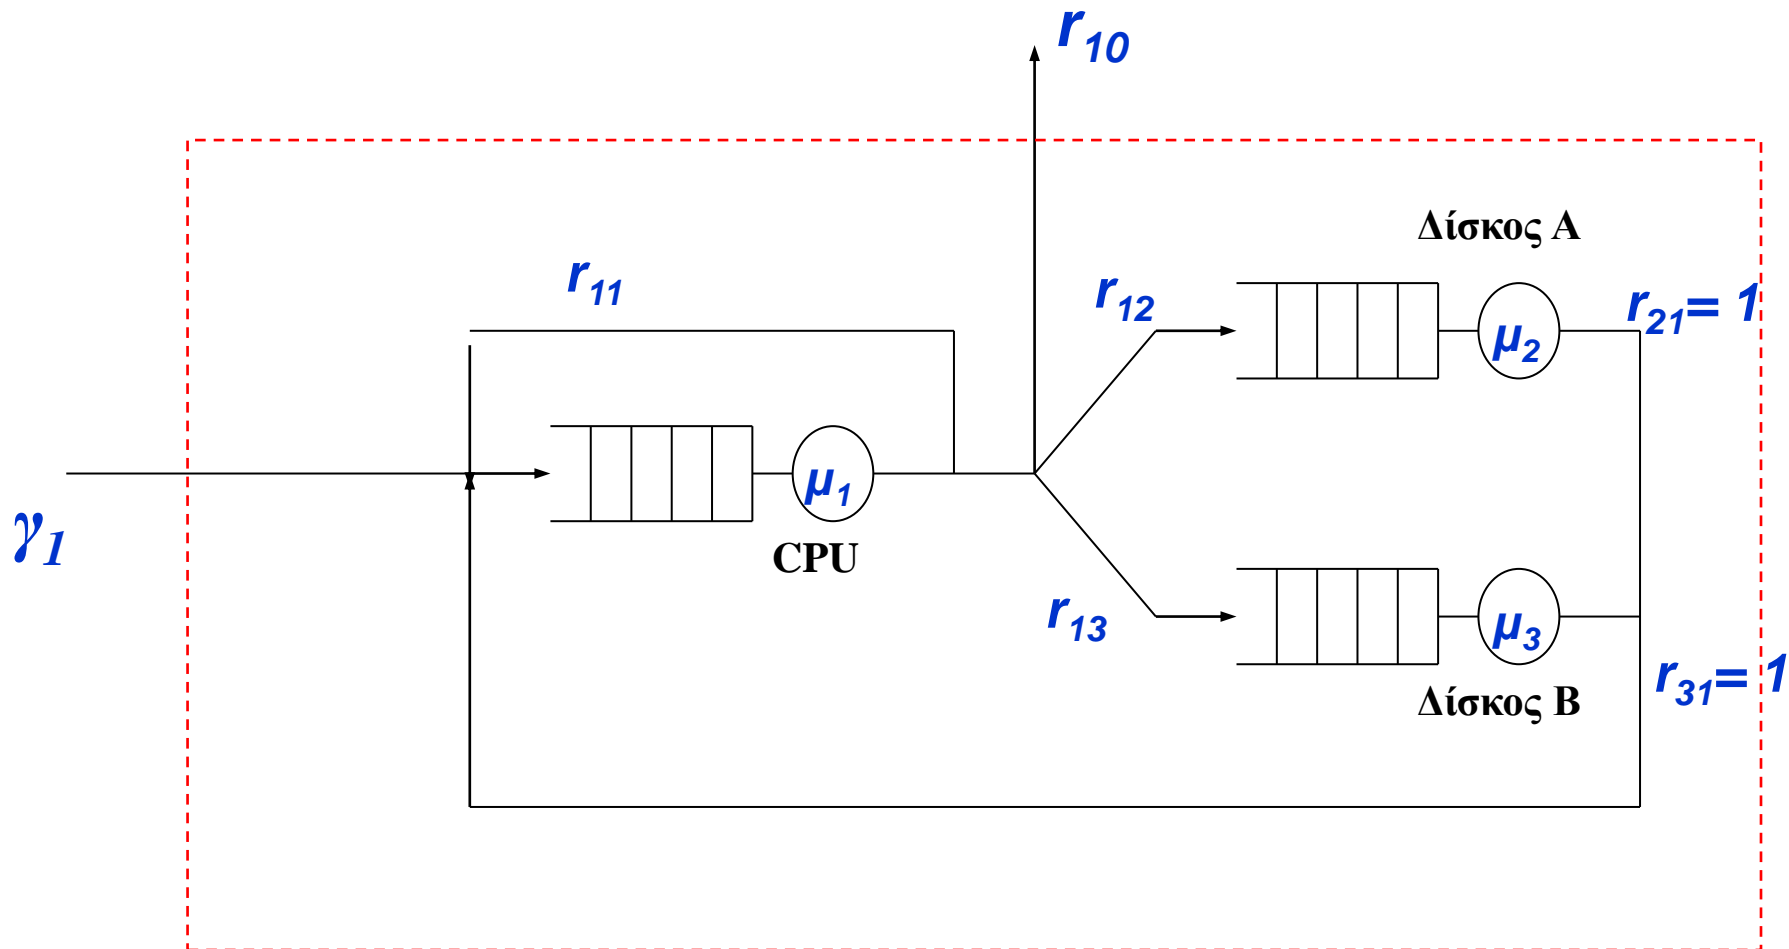 r10
Δίσκος Α
r11
r12
r21= 1
μ2
μ1
γ1
CPU
r13
μ3
r31= 1
Δίσκος Β